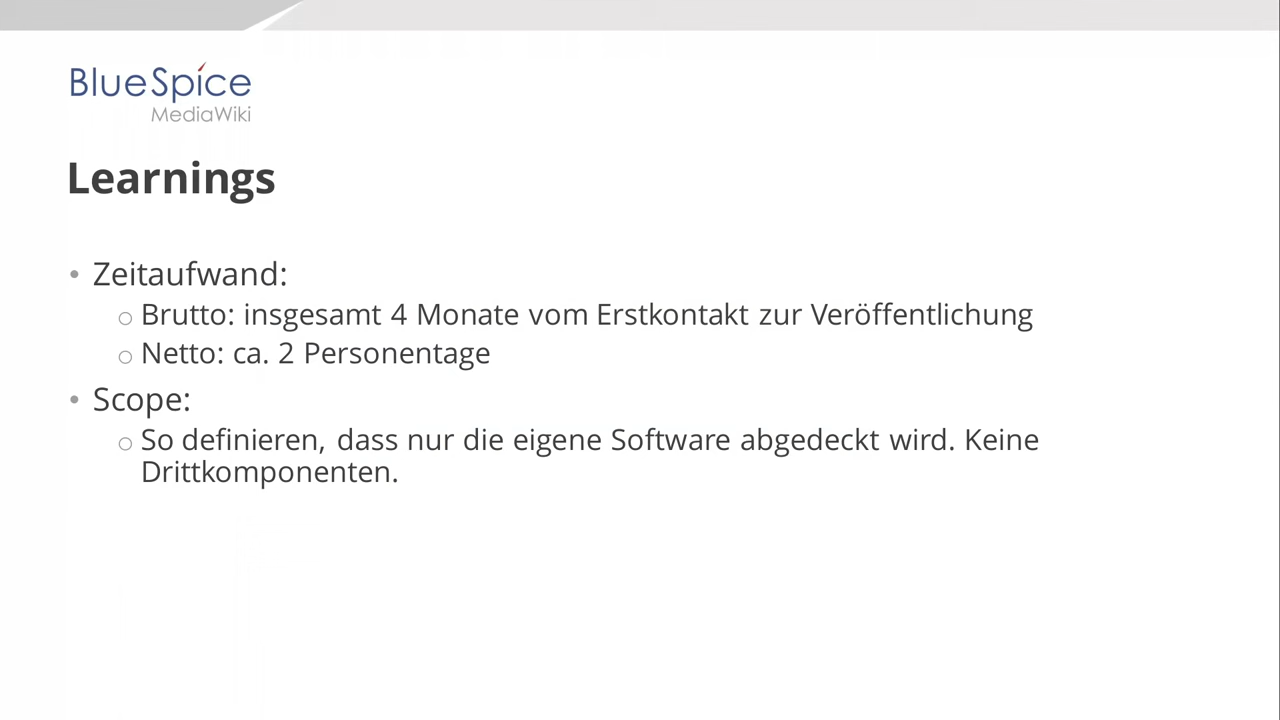 BlueSpice
MediaWiki
Learnings
• Zeitaufwand:
○ Brutto: insgesamt 4 Monate vom Erstkontakt zur Veröffentlichung
○ Netto: ca. 2 Personentage
• Scope:
○ So definieren, dass nur die eigene Software abgedeckt wird. Keine
Drittkomponenten.